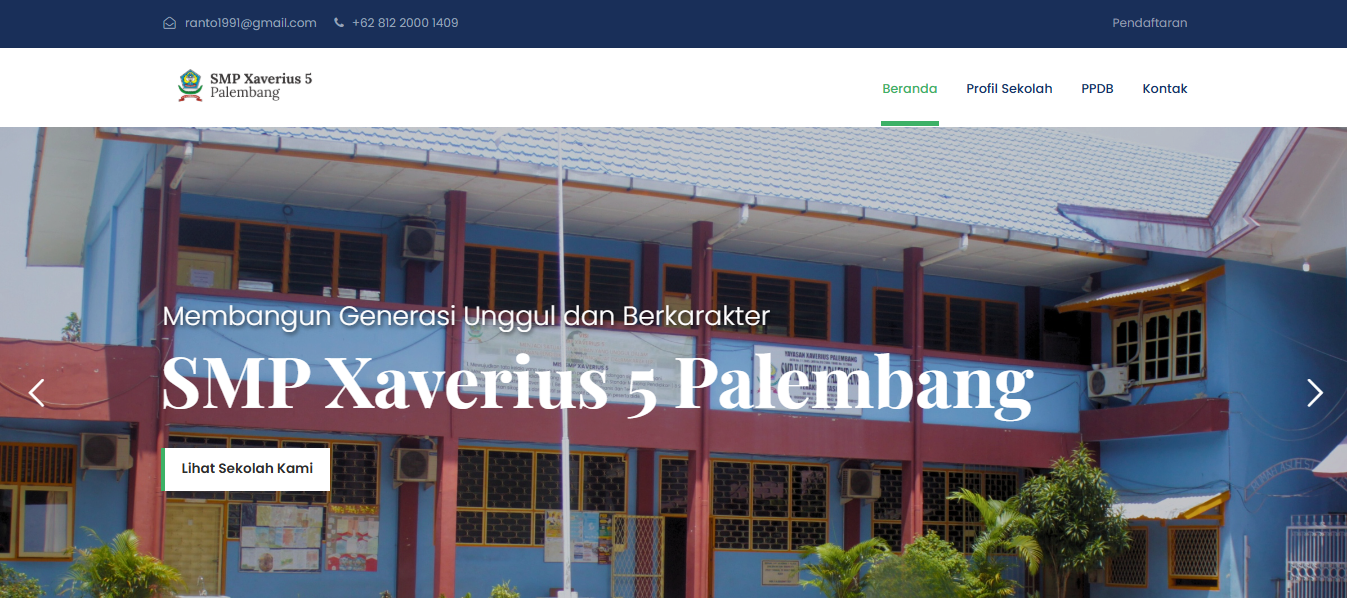 ranto1991@gmail.com +62 812 2000 1409 Pendaftaran
SMP Xaverius 5
Palembang
Beranda Profil Sekolah PPDB Kontak
Membangun Generasi Unggul dan Berkarakter
YAYASAN XAVERIUS PALEMBANG
SMP Xaverius 5 Palembang
Lihat Sekolah Kami